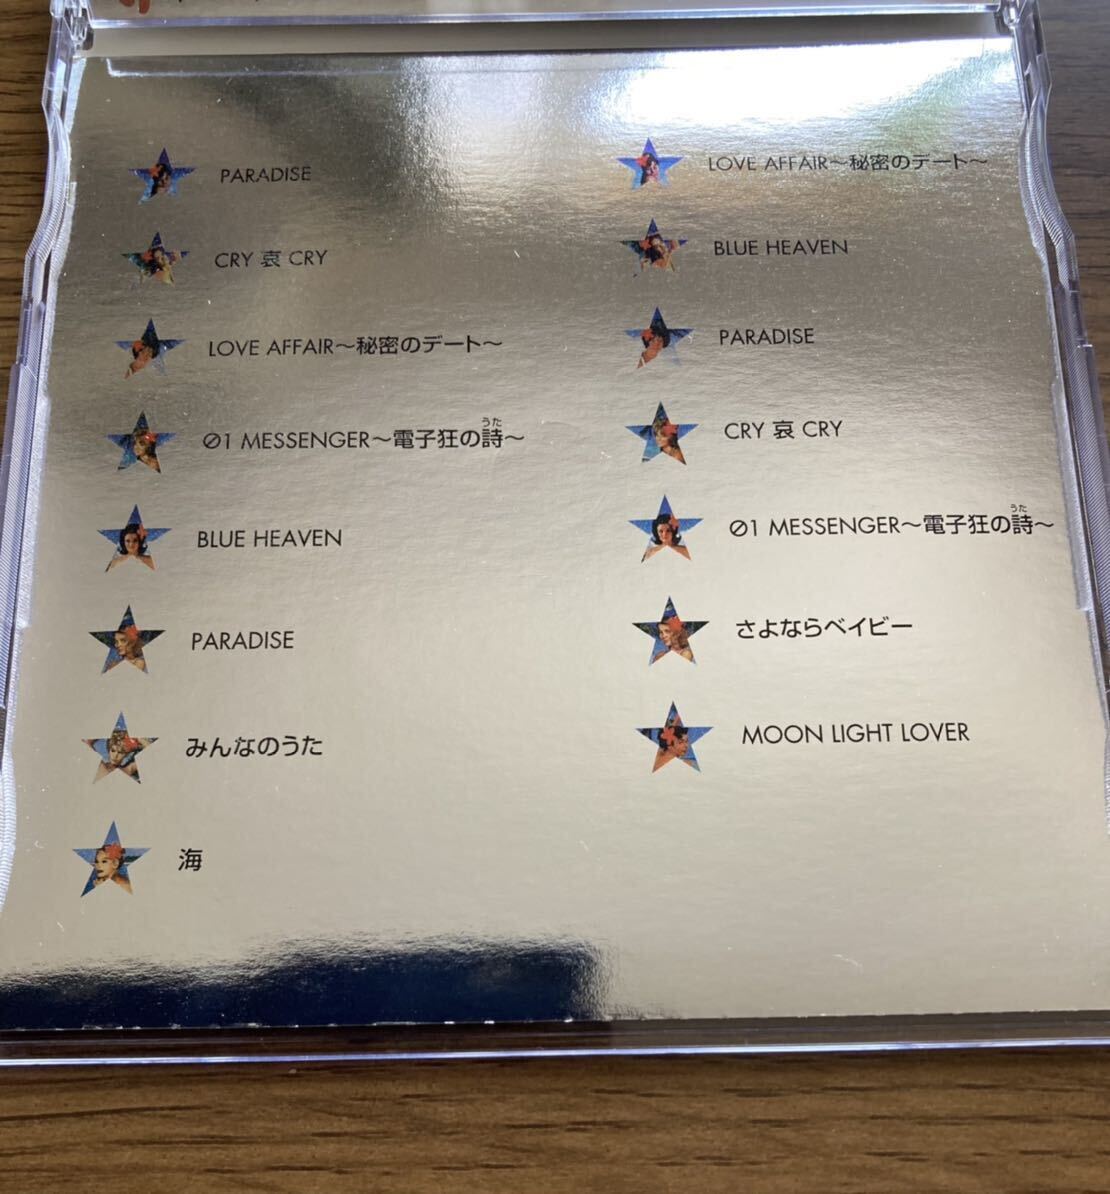 PARADISE
CRY 哀 CRY
LOVE AFFAIR〜秘密のデート〜
01 MESSENGER〜電子狂の詩〜
うた
BLUE HEAVEN
PARADISE
みんなのうた
海
LOVE AFFAIR〜秘密のデート〜
BLUE HEAVEN
PARADISE
CRY 哀 CRY
01 MESSENGER〜電子狂の詩〜
うた
さよならベイビー
MOON LIGHT LOVER